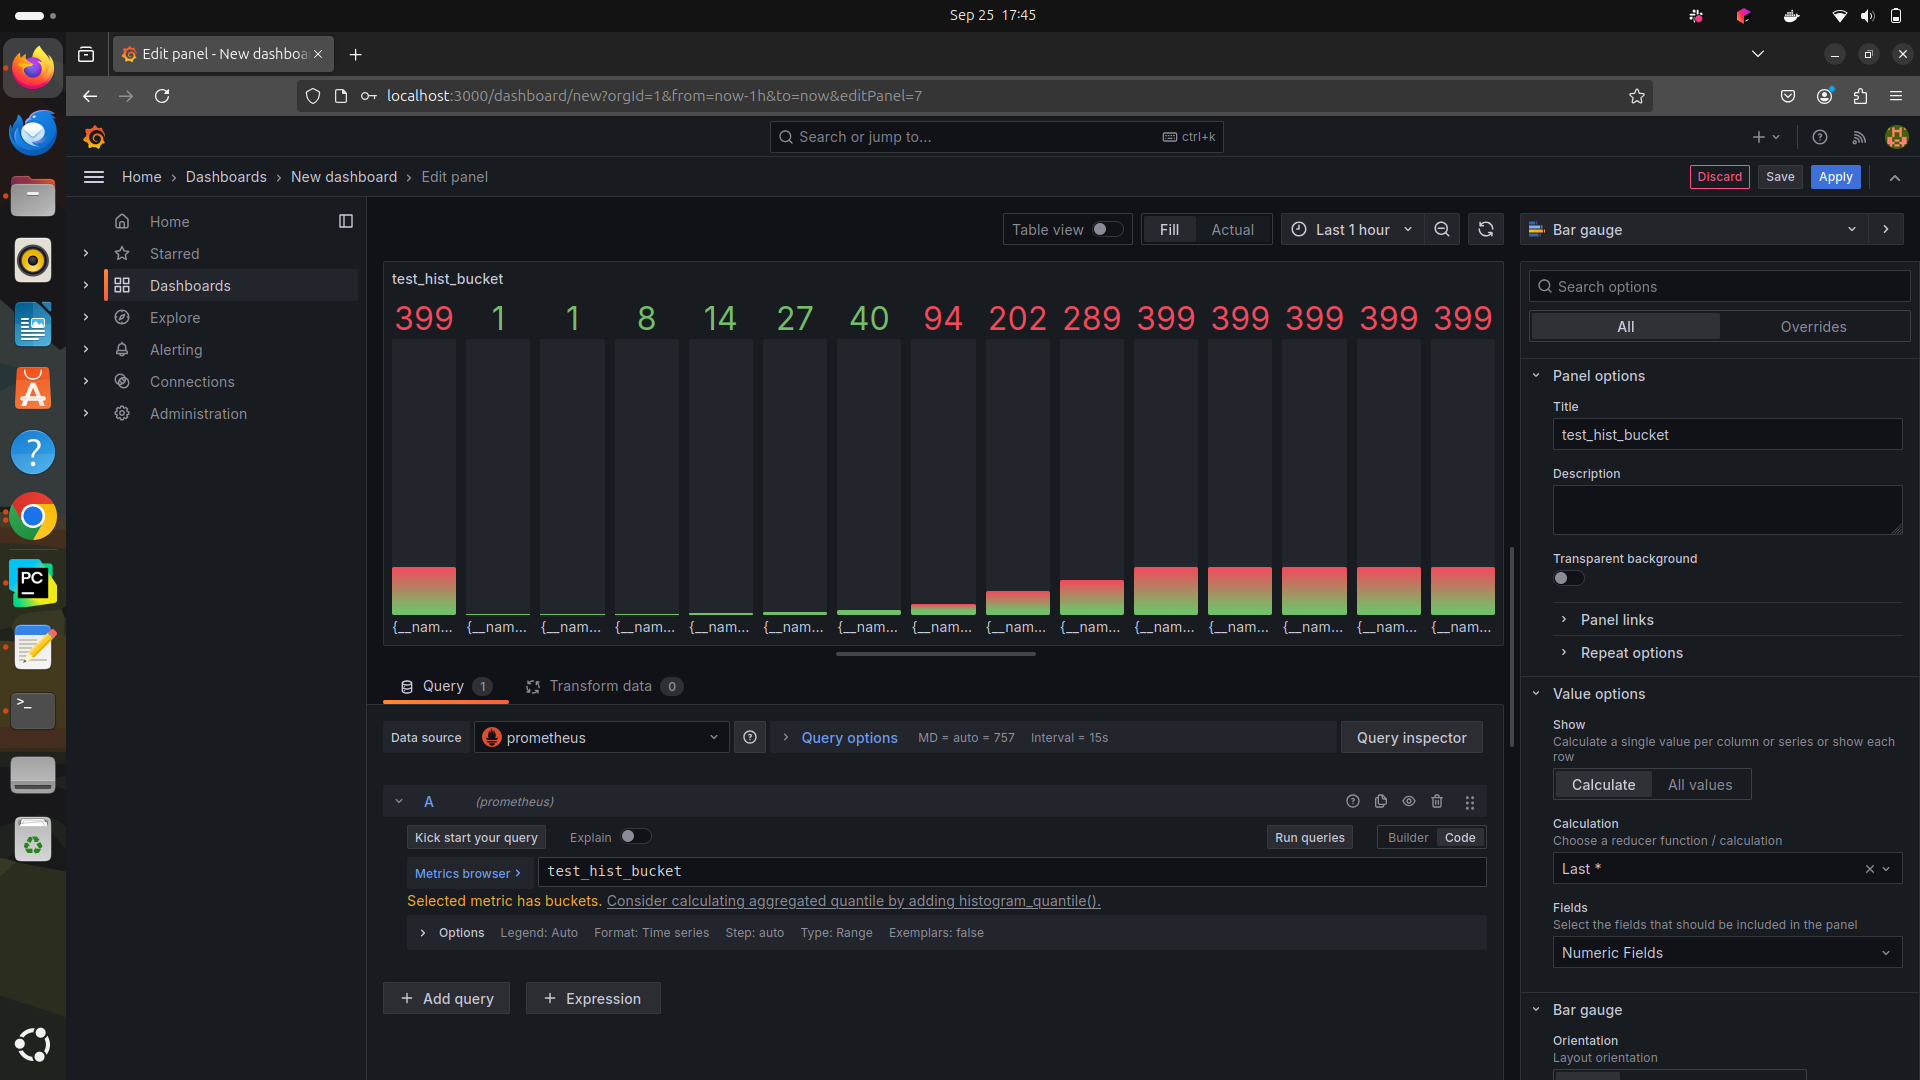 Sep 25 17:45
Edit panel - New dashboa
localhost:3000/dashboard/new?orgId=1&from=now-1h&to=now&editPanel=7
Search or jump to...
ctrl+k
Home › Dashboards › New dashboard › Edit panel
Discard
Save
Apply
Home
Starred
Dashboards
Explore
Alerting
Connections
Administration
Table view
Fill
Actual
Last 1 hour
Bar gauge
test_hist_bucket
399 1 1 8 14 27 40 94 202 289 399 399 399 399 399
{__nam... {__nam... {__nam... {__nam... {__nam... {__nam... {__nam... {__nam... {__nam... {__nam... {__nam... {__nam... {__nam... {__nam... {__nam...
Query 1
Transform data 0
Data source
prometheus
Query options
MD = auto = 757
Interval = 15s
Query inspector
A
(prometheus)
Kick start your query
Explain
Run queries
Builder
Code
Metrics browser >
test_hist_bucket
Selected metric has buckets. Consider calculating aggregated quantile by adding histogram_quantile().
Options
Legend: Auto
Format: Time series
Step: auto
Type: Range
Exemplars: false
+ Add query
+ Expression
Search options
All
Overrides
Panel options
Title
test_hist_bucket
Description
Transparent background
Panel links
Repeat options
Value options
Show
Calculate a single value per column or series or show each
row
Calculate
All values
Calculation
Choose a reducer function / calculation
Last *
Fields
Select the fields that should be included in the panel
Numeric Fields
Bar gauge
Orientation
Layout orientation
PC
>_